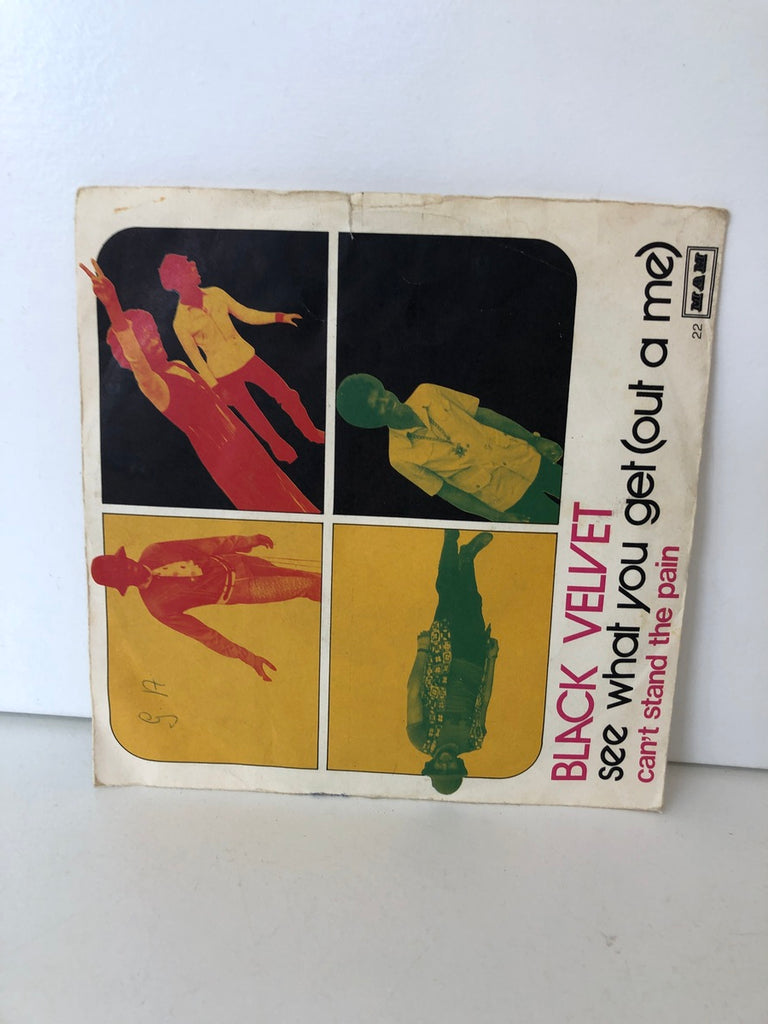 BLACK VELVET
see what you get (out a me)
can't stand the pain
MAM
22